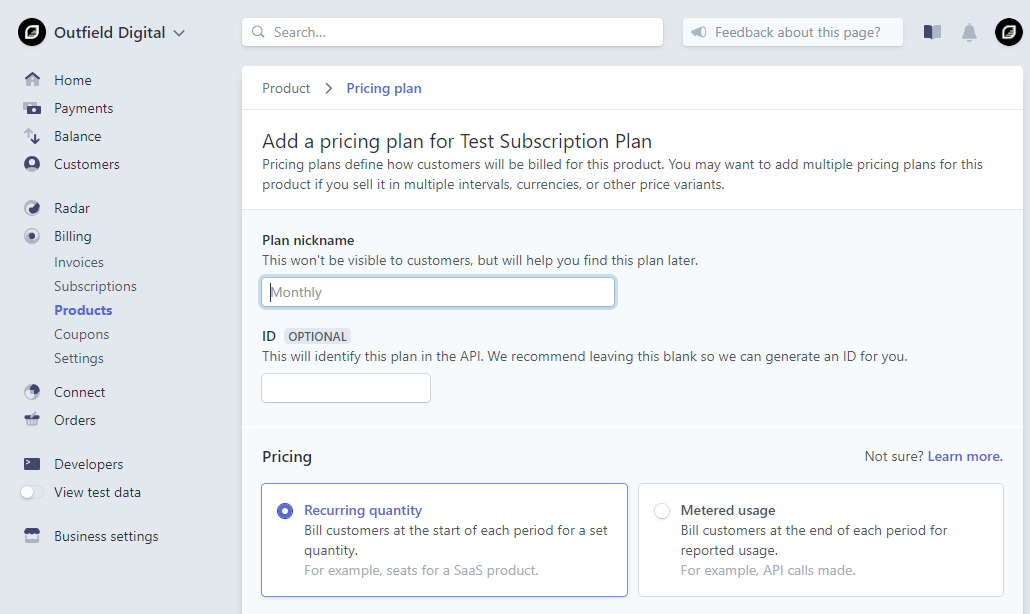 Outfield Digital
Search...
Feedback about this page?
Home
Payments
Balance
Customers
Radar
Billing
Invoices
Subscriptions
Products
Coupons
Settings
Connect
Orders
Developers
View test data
Business settings
Product
Pricing plan
Add a pricing plan for Test Subscription Plan
Pricing plans define how customers will be billed for this product. You may want to add multiple pricing plans for this
product if you sell it in multiple intervals, currencies, or other price variants.
Plan nickname
This won't be visible to customers, but will help you find this plan later.
Monthly
ID OPTIONAL
This will identify this plan in the API. We recommend leaving this blank so we can generate an ID for you.
Pricing
Not sure? Learn more.
Recurring quantity
Bill customers at the start of each period for a set
quantity.
For example, seats for a SaaS product.
Metered usage
Bill customers at the end of each period for
reported usage.
For example, API calls made.